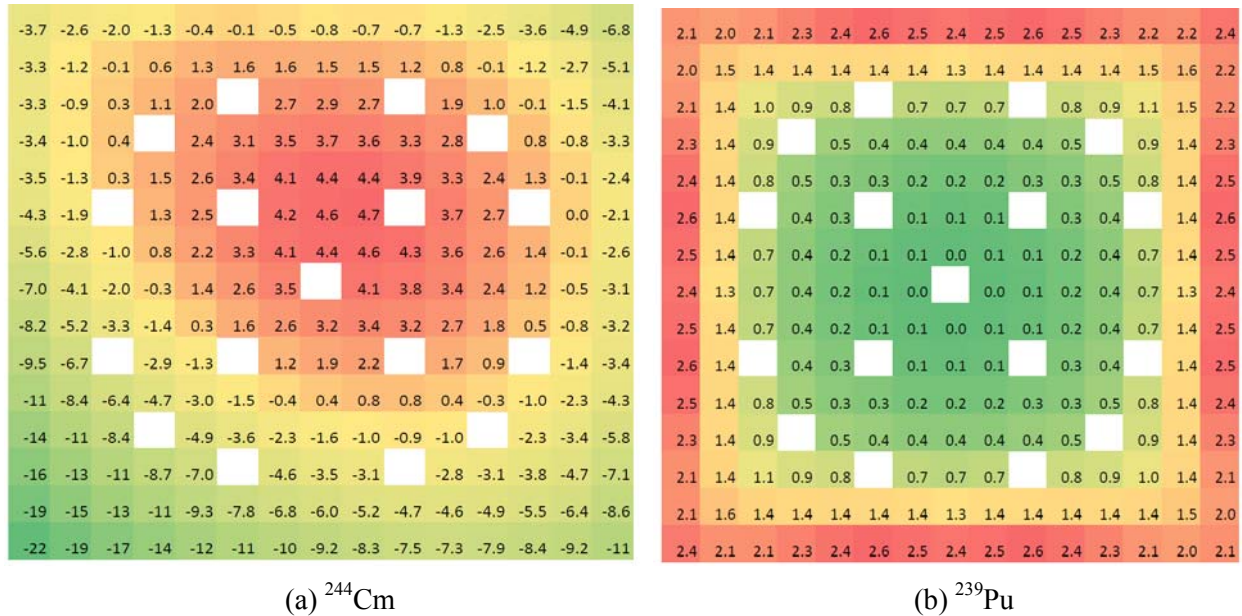 -3.7 -2.6 -2.0 -1.3 -0.4 -0.1 -0.5 -0.8 -0.7 -0.7 -1.3 -2.5 -3.6 -4.9 -6.8
-3.3 -1.2 -0.1 0.6 1.3 1.6 1.6 1.5 1.5 1.2 0.8 -0.1 -1.2 -2.7 -5.1
-3.3 -0.9 0.3 1.1 2.0 2.7 2.9 2.7 1.9 1.0 -0.1 -1.5 -4.1
-3.4 -1.0 0.4 2.4 3.1 3.5 3.7 3.6 3.3 2.8 0.8 -0.8 -3.3
-3.5 -1.3 0.3 1.5 2.6 3.4 4.1 4.4 4.4 3.9 3.3 2.4 1.3 -0.1 -2.4
-4.3 -1.9 1.3 2.5 4.2 4.6 4.7 3.7 2.7 0.0 -2.1
-5.6 -2.8 -1.0 0.8 2.2 3.3 4.1 4.4 4.6 4.3 3.6 2.6 1.4 -0.1 -2.6
-7.0 -4.1 -2.0 -0.3 1.4 2.6 3.5 4.1 3.8 3.4 2.4 1.2 -0.5 -3.1
-8.2 -5.2 -3.3 -1.4 0.3 1.6 2.6 3.2 3.4 3.2 2.7 1.8 0.5 -0.8 -3.2
-9.5 -6.7 -2.9 -1.3 1.2 1.9 2.2 1.7 0.9 -1.4 -3.4
-11 -8.4 -6.4 -4.7 -3.0 -1.5 -0.4 0.4 0.8 0.8 0.4 -0.3 -1.0 -2.3 -4.3
-14 -11 -8.4 -4.9 -3.6 -2.3 -1.6 -1.0 -0.9 -1.0 -2.3 -3.4 -5.8
-16 -13 -11 -8.7 -7.0 -4.6 -3.5 -3.1 -2.8 -3.1 -3.8 -4.7 -7.1
-19 -15 -13 -11 -9.3 -7.8 -6.8 -6.0 -5.2 -4.7 -4.6 -4.9 -5.5 -6.4 -8.6
-22 -19 -17 -14 -12 -11 -10 -9.2 -8.3 -7.5 -7.3 -7.9 -8.4 -9.2 -11
(a) ²⁴⁴Cm
2.1 2.0 2.1 2.3 2.4 2.6 2.5 2.4 2.5 2.6 2.5 2.3 2.2 2.2 2.4
2.0 1.5 1.4 1.4 1.4 1.4 1.4 1.3 1.4 1.4 1.4 1.4 1.5 1.6 2.2
2.1 1.4 1.0 0.9 0.8 0.7 0.7 0.7 0.8 0.9 1.1 1.5 2.2
2.3 1.4 0.9 0.5 0.4 0.4 0.4 0.4 0.4 0.5 0.9 1.4 2.3
2.4 1.4 0.8 0.5 0.3 0.3 0.2 0.2 0.2 0.3 0.3 0.5 0.8 1.4 2.5
2.6 1.4 0.4 0.3 0.1 0.1 0.1 0.3 0.4 1.4 2.6
2.5 1.4 0.7 0.4 0.2 0.1 0.1 0.0 0.1 0.1 0.2 0.4 0.7 1.4 2.5
2.4 1.3 0.7 0.4 0.2 0.1 0.0 0.0 0.1 0.2 0.4 0.7 1.3 2.4
2.5 1.4 0.7 0.4 0.2 0.1 0.1 0.0 0.1 0.1 0.2 0.4 0.7 1.4 2.5
2.6 1.4 0.4 0.3 0.1 0.1 0.1 0.3 0.4 1.4 2.6
2.5 1.4 0.8 0.5 0.3 0.3 0.2 0.2 0.2 0.3 0.3 0.5 0.8 1.4 2.4
2.3 1.4 0.9 0.5 0.4 0.4 0.4 0.4 0.4 0.5 0.9 1.4 2.3
2.1 1.4 1.1 0.9 0.8 0.7 0.7 0.7 0.8 0.9 1.0 1.4 2.1
2.1 1.6 1.4 1.4 1.4 1.4 1.4 1.3 1.4 1.4 1.4 1.4 1.4 1.5 2.0
2.4 2.1 2.1 2.3 2.4 2.6 2.5 2.4 2.5 2.6 2.4 2.3 2.1 2.0 2.1
(b) ²³⁹Pu